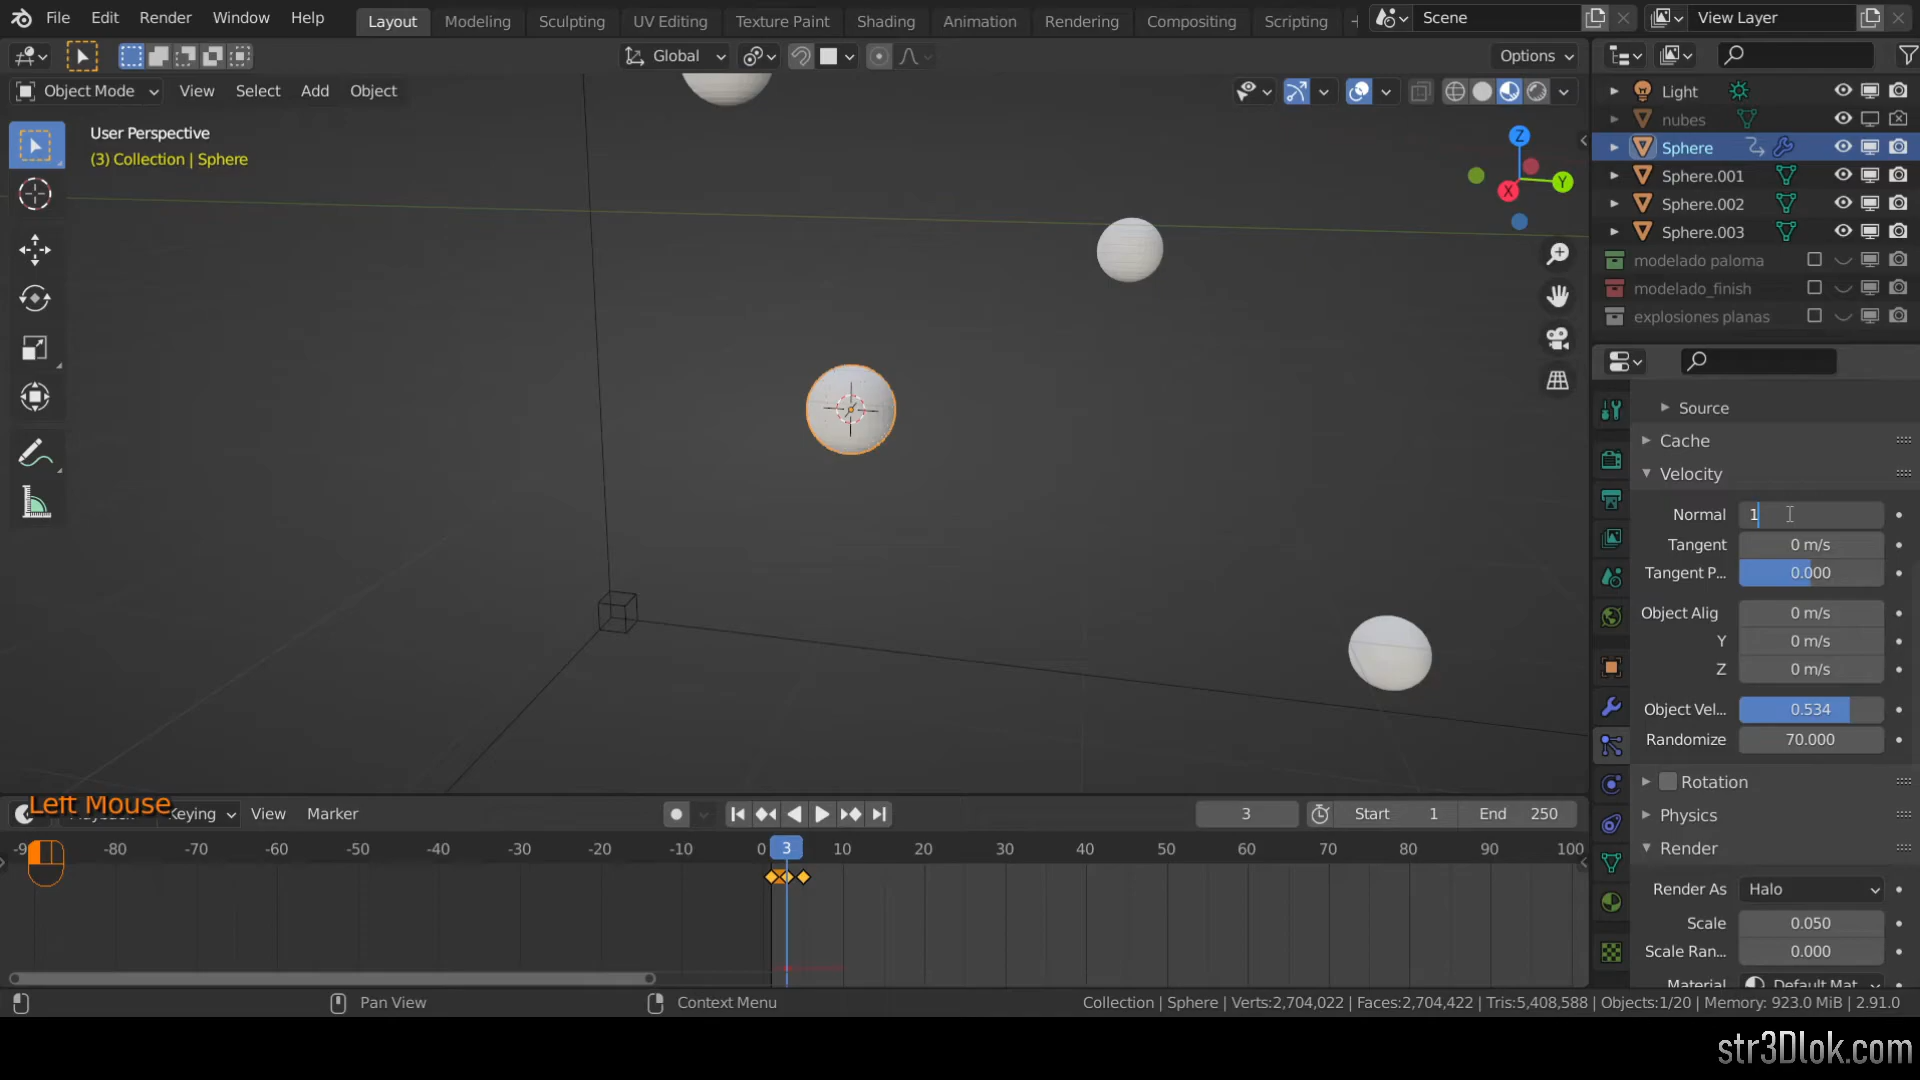 File Edit Render Window Help Layout Modeling Sculpting UV Editing Texture Paint Shading Animation Rendering Compositing Scripting Scene View Layer
Global Options
Object Mode View Select Add Object
User Perspective
(3) Collection | Sphere
Z
Y
X
Light
nubes
Sphere
Sphere.001
Sphere.002
Sphere.003
modelado paloma
modelado_finish
explosiones planas
Source
Cache
Velocity
Normal 1
Tangent 0 m/s
Tangent P... 0.000
Object Alig 0 m/s
Y 0 m/s
Z 0 m/s
Object Vel... 0.534
Randomize 70.000
Rotation
Physics
Render
Render As Halo
Scale 0.050
Scale Ran... 0.000
Material Default Mat
Left Mouse
Playback Keying View Marker 3 Start 1 End 250
-9 -80 -70 -60 -50 -40 -30 -20 -10 0 3 10 20 30 40 50 60 70 80 90 100
Pan View Context Menu Collection | Sphere | Verts:2,704,022 | Faces:2,704,422 | Tris:5,408,588 | Objects:1/20 | Memory: 923.0 MiB | 2.91.0
str3Dlok.com